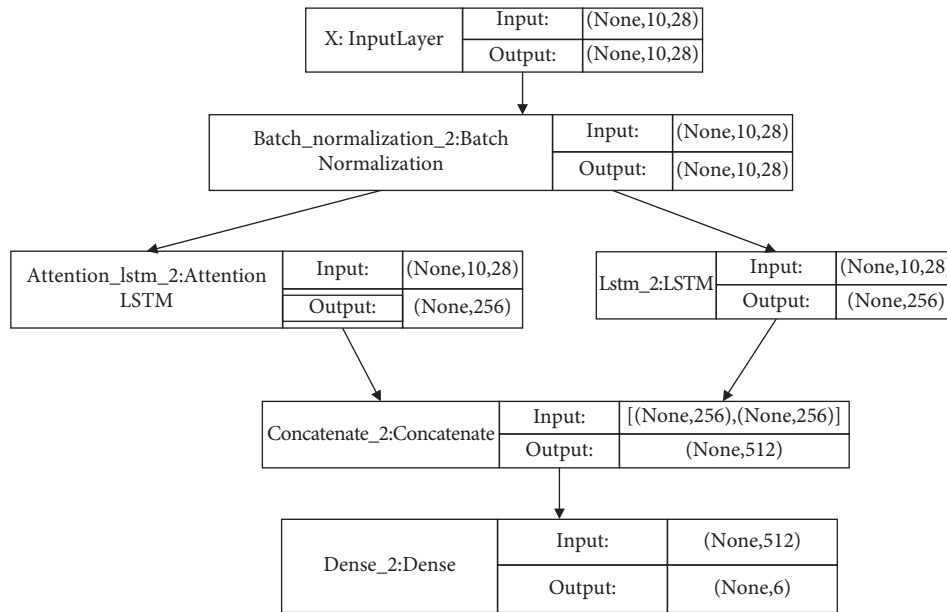 X: InputLayer
Input:
(None,10,28)
Output:
(None,10,28)
Batch_normalization_2:Batch
Normalization
Input:
(None,10,28)
Output:
(None,10,28)
Attention_lstm_2:Attention
LSTM
Input:
(None,10,28)
Output:
(None,256)
Lstm_2:LSTM
Input:
(None,10,28)
Output:
(None,256)
Concatenate_2:Concatenate
Input:
[(None,256),(None,256)]
Output:
(None,512)
Dense_2:Dense
Input:
(None,512)
Output:
(None,6)